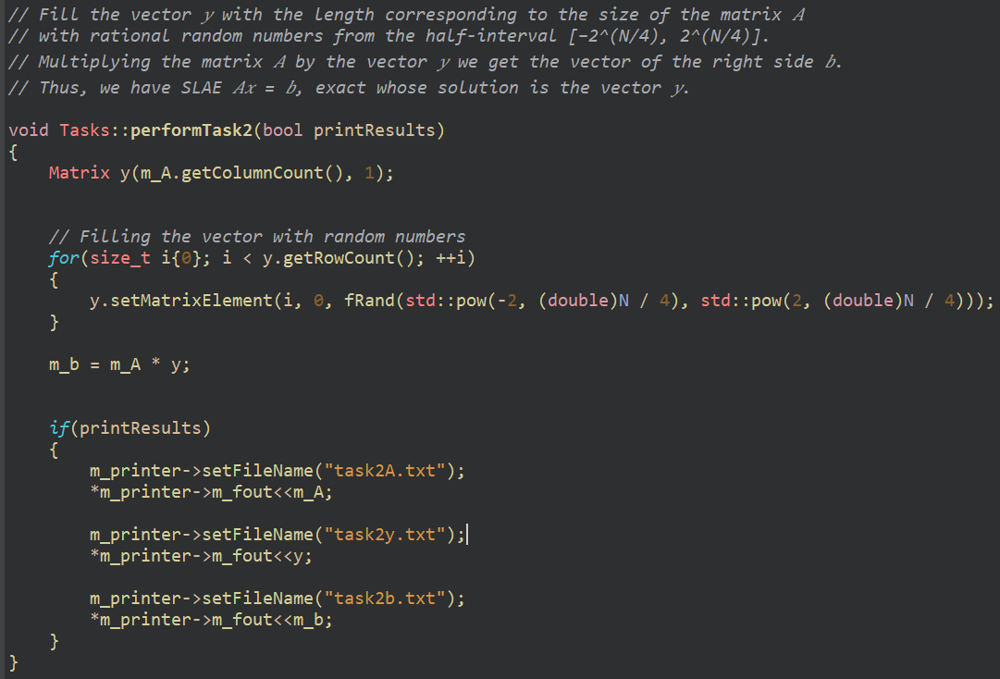 // Fill the vector y with the length corresponding to the size of the matrix A
// with rational random numbers from the half-interval [−2^(N/4), 2^(N/4)].
// Multiplying the matrix A by the vector y we get the vector of the right side b.
// Thus, we have SLAE Ax = b, exact whose solution is the vector y.
void Tasks::performTask2(bool printResults)
{
    Matrix y(m_A.getColumnCount(), 1);
    // Filling the vector with random numbers
    for(size_t i{0}; i < y.getRowCount(); ++i)
    {
        y.setMatrixElement(i, 0, fRand(std::pow(-2, (double)N / 4), std::pow(2, (double)N / 4)));
    }
    m_b = m_A * y;
    if(printResults)
    {
        m_printer->setFileName("task2A.txt");
        *m_printer->m_fout<<m_A;
        m_printer->setFileName("task2y.txt");
        *m_printer->m_fout<<y;
        m_printer->setFileName("task2b.txt");
        *m_printer->m_fout<<m_b;
    }
}